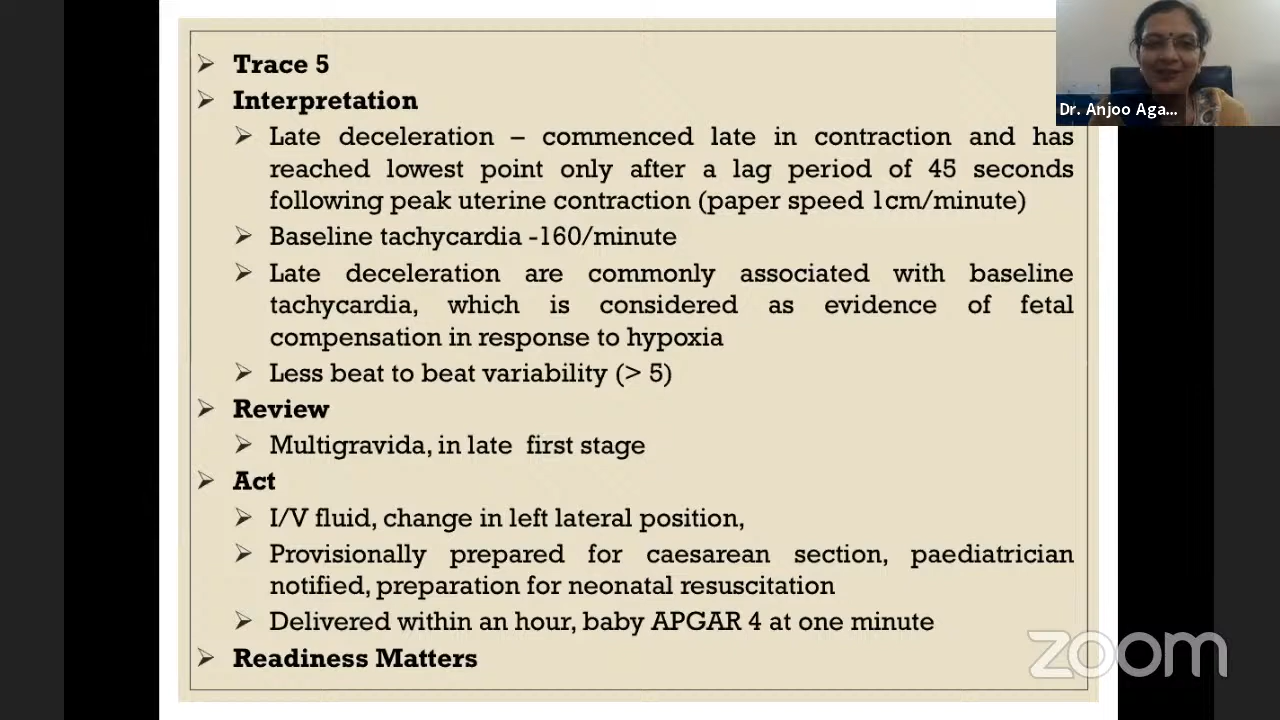 Trace 5
Interpretation
Late deceleration – commenced late in contraction and has
reached lowest point only after a lag period of 45 seconds
following peak uterine contraction (paper speed 1cm/minute)
Baseline tachycardia -160/minute
Late deceleration are commonly associated with baseline
tachycardia, which is considered as evidence of fetal
compensation in response to hypoxia
Less beat to beat variability (> 5)
Review
Multigravida, in late first stage
Act
I/V fluid, change in left lateral position,
Provisionally prepared for caesarean section, paediatrician
notified, preparation for neonatal resuscitation
Delivered within an hour, baby APGAR 4 at one minute
Readiness Matters
Dr. Anjoo Aga...
zoom